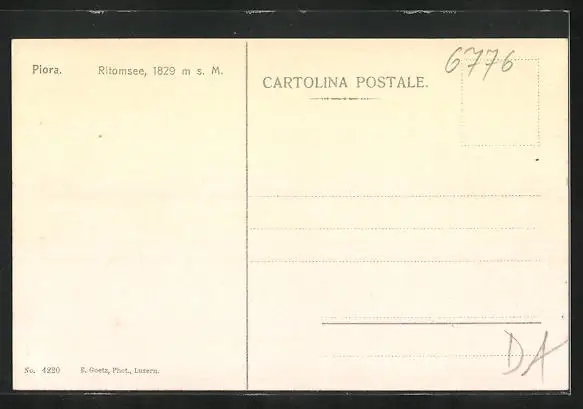 Piora. Ritomsee, 1829 m s. M.
6776
CARTOLINA POSTALE.
DA
No. 4220 E. Goetz, Phot., Luzern.